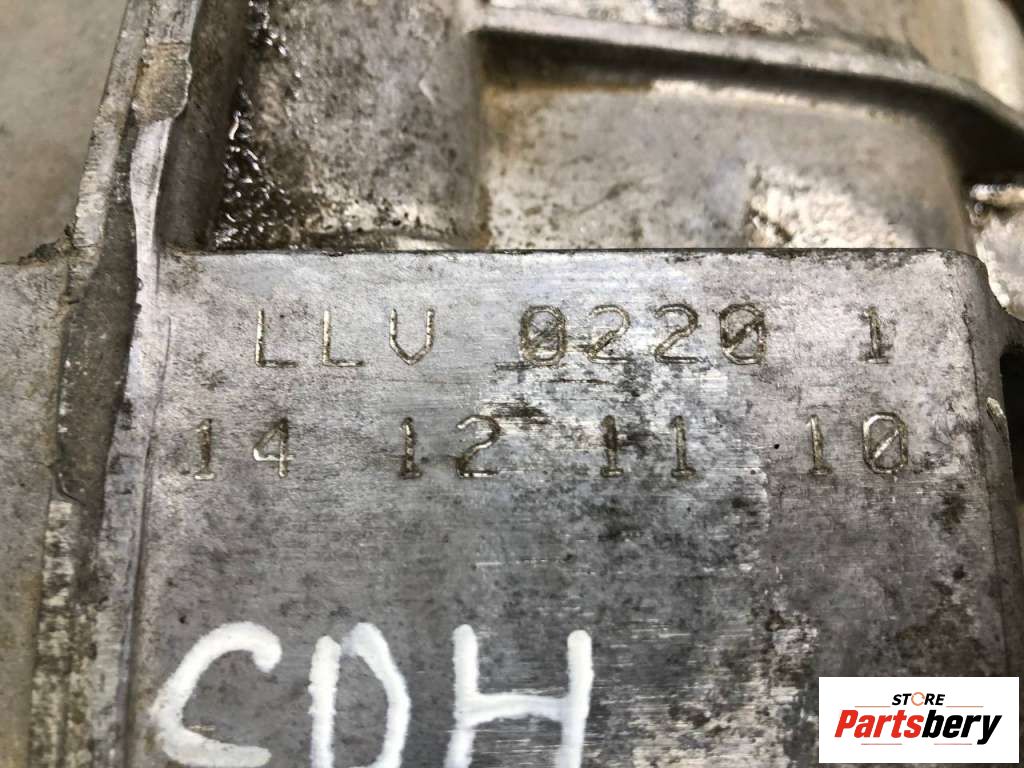 LLV 0220 1
14 12 11 10
CDH
STORE
Partsbery